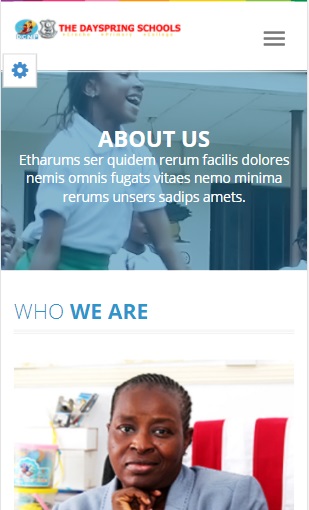 THE DAYSPRING SCHOOLS
ABOUT US
Etharums ser quidem rerum facilis dolores
nemis omnis fugats vitaes nemo minima
rerums unsers sadips amets.
WHO WE ARE